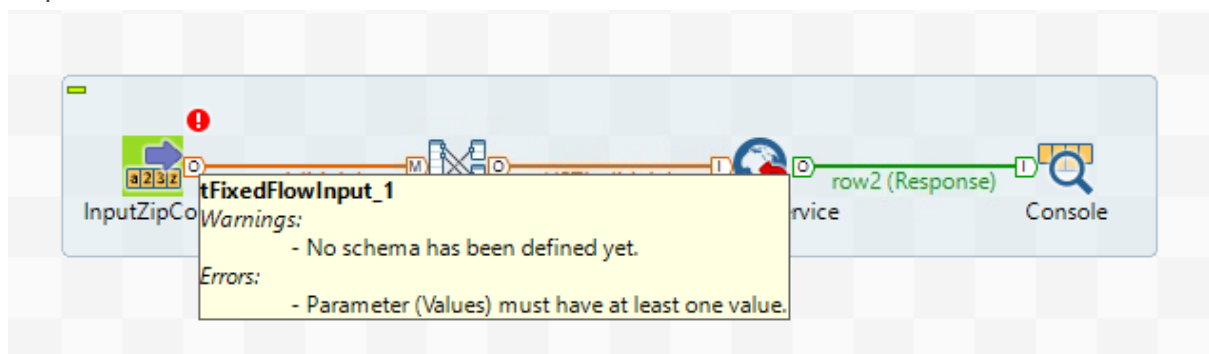 a23z
O
M
O
I
O
row2 (Response)
I
InputZipCo
tFixedFlowInput_1
Warnings:
- No schema has been defined yet.
Errors:
- Parameter (Values) must have at least one value.
rvice
Console